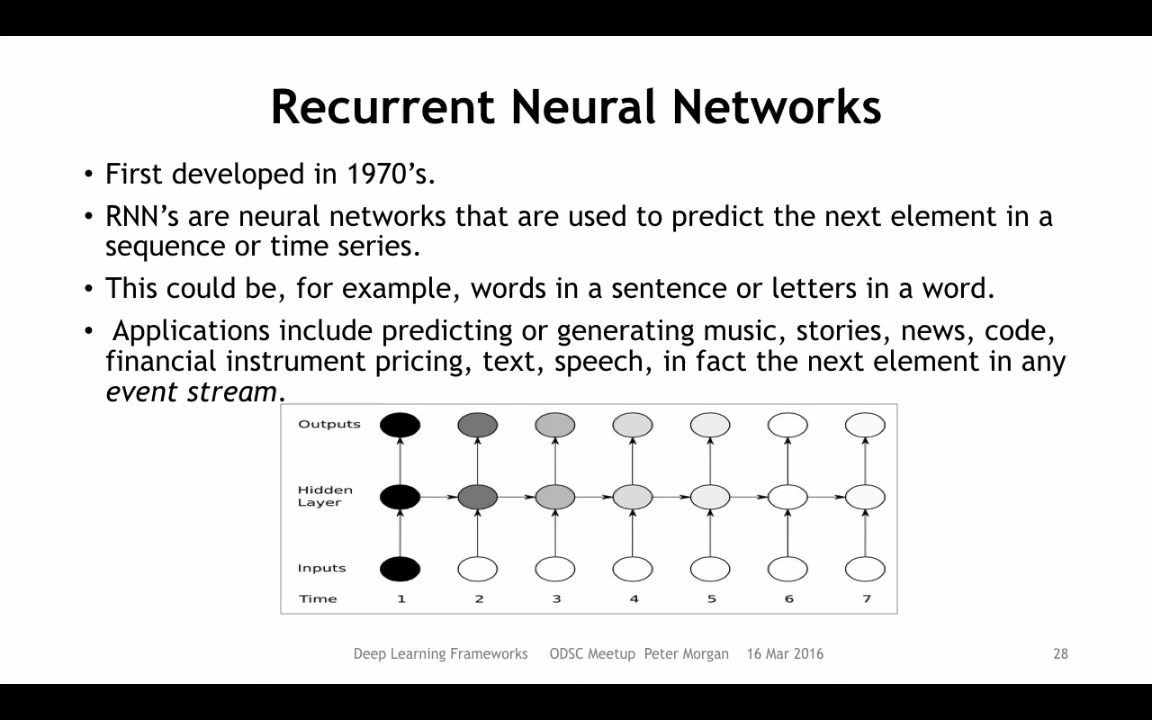 Recurrent Neural Networks
• First developed in 1970’s.
• RNN’s are neural networks that are used to predict the next element in a
sequence or time series.
• This could be, for example, words in a sentence or letters in a word.
• Applications include predicting or generating music, stories, news, code,
financial instrument pricing, text, speech, in fact the next element in any
event stream.
Outputs
Hidden
Layer
Inputs
Time 1 2 3 4 5 6 7
Deep Learning Frameworks ODSC Meetup Peter Morgan 16 Mar 2016 28